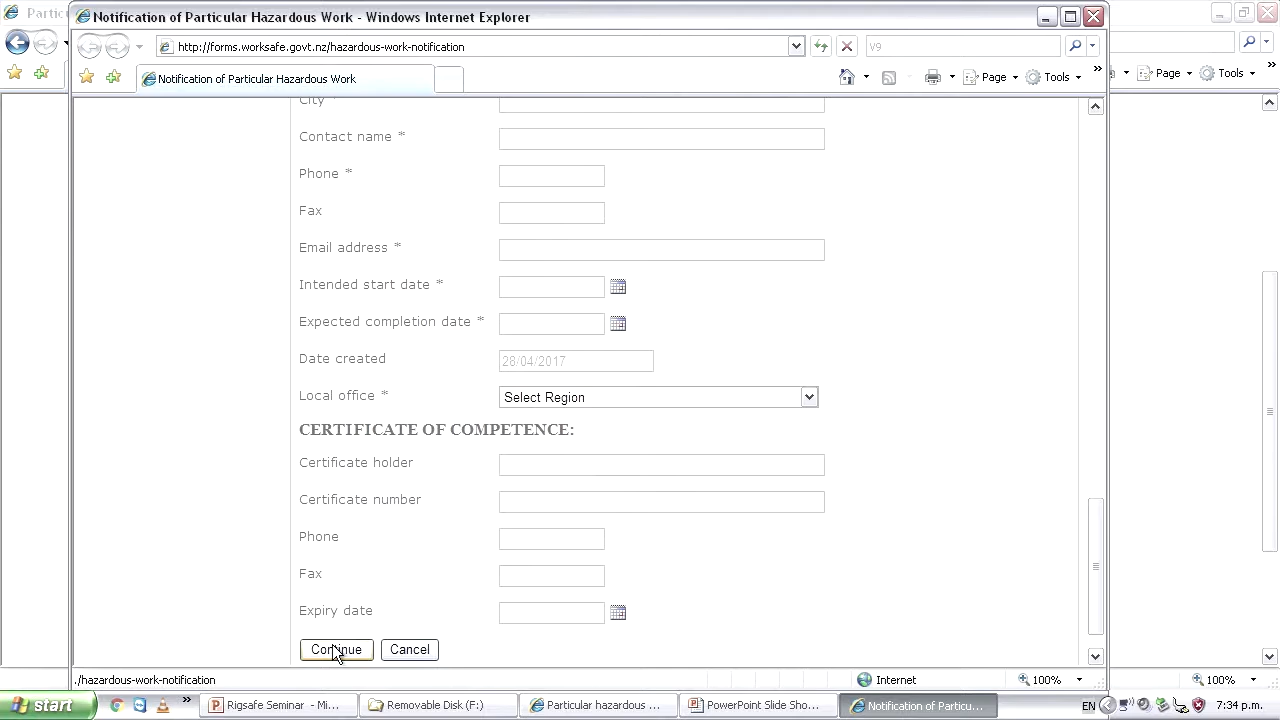 Partic
Notification of Particular Hazardous Work - Windows Internet Explorer
http://forms.worksafe.govt.nz/hazardous-work-notification
V9
Notification of Particular Hazardous Work
Page
Tools
»
Page
Tools
»
City *
Contact name *
Phone *
Fax
Email address *
Intended start date *
Expected completion date *
Date created
28/04/2017
Local office *
Select Region
CERTIFICATE OF COMPETENCE:
Certificate holder
Certificate number
Phone
Fax
Expiry date
Continue
Cancel
./hazardous-work-notification
Internet
100%
100%
start
»
Rigsafe Seminar - Mi...
Removable Disk (F:)
Particular hazardous ...
PowerPoint Slide Sho...
Notification of Particu...
EN
7:34 p.m.